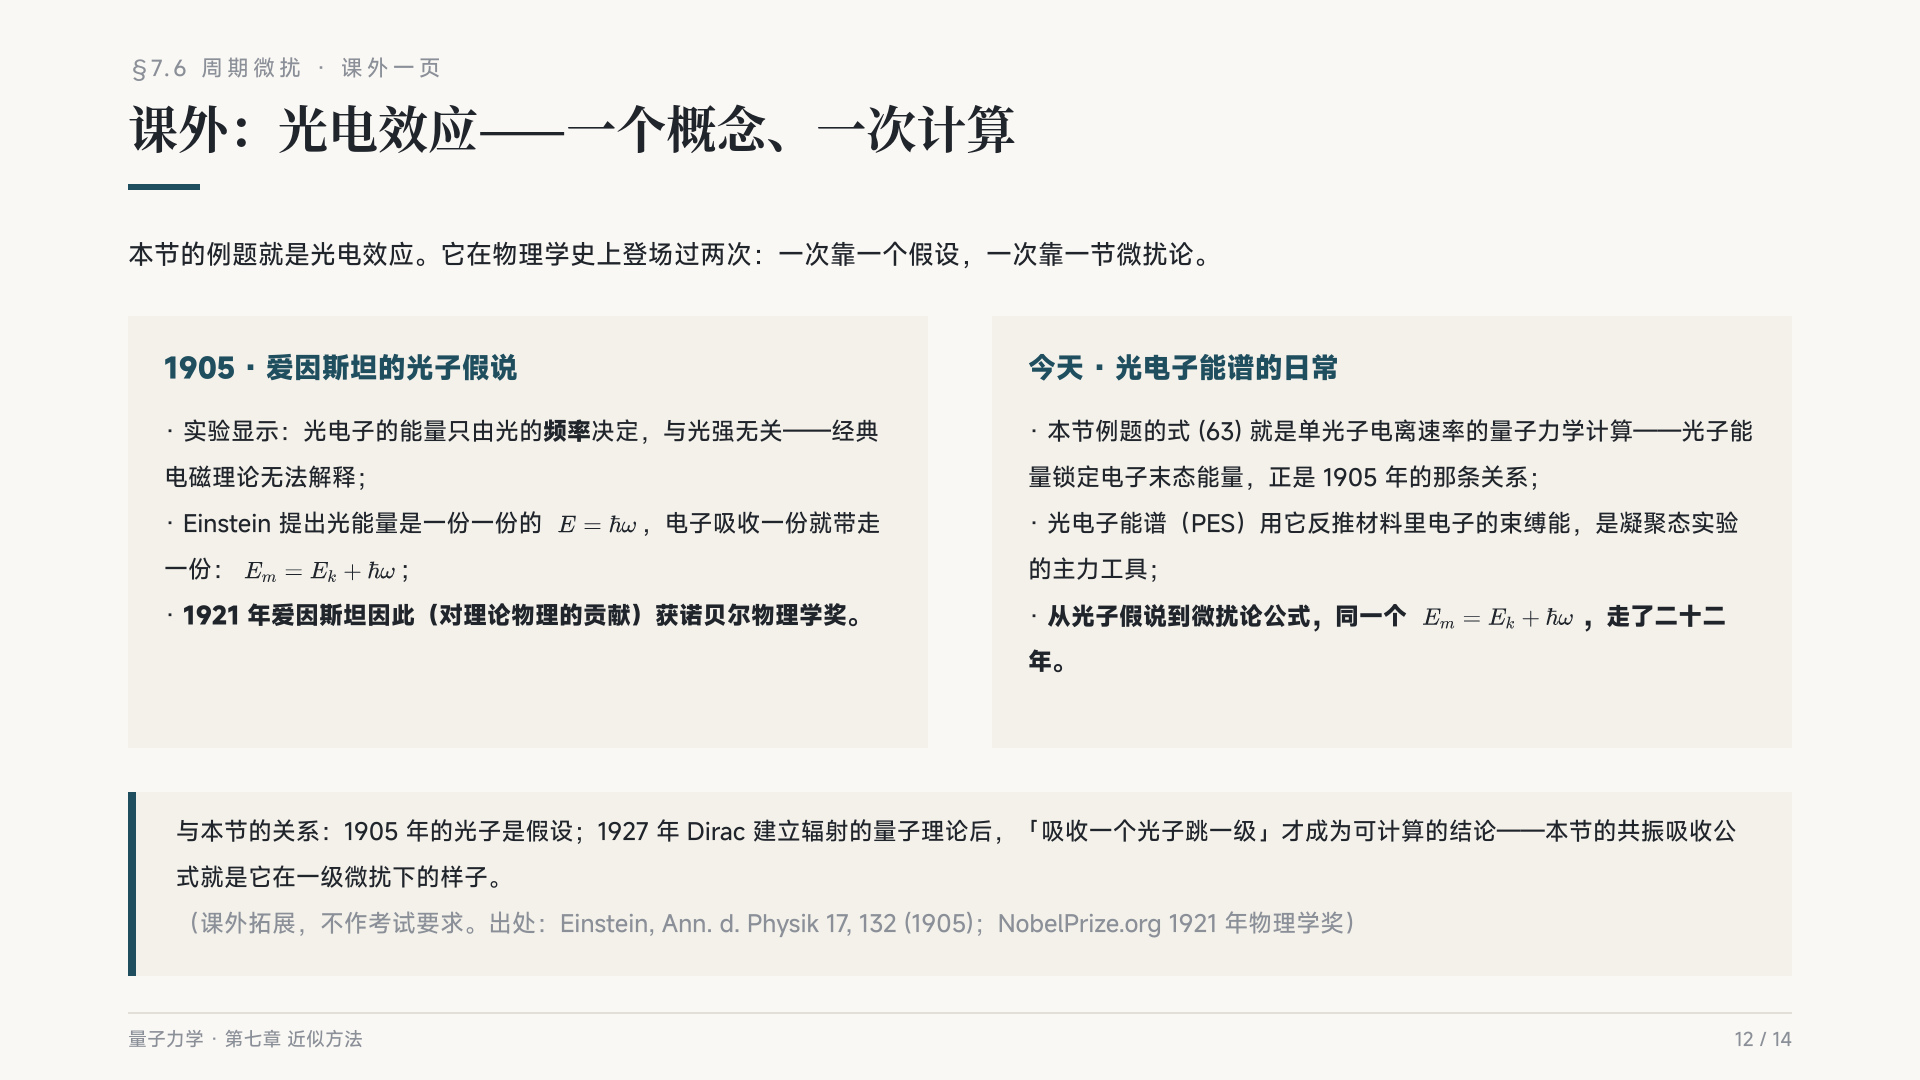 §7.6 周期微扰 · 课外一页
课外：光电效应——一个概念、一次计算
本节的例题就是光电效应。它在物理学史上登场过两次：一次靠一个假设，一次靠一节微扰论。
1905 · 爱因斯坦的光子假说
· 实验显示：光电子的能量只由光的频率决定，与光强无关——经典
电磁理论无法解释；
· Einstein 提出光能量是一份一份的 E = ħω，电子吸收一份就带走
一份： Eₘ = Eₖ + ħω；
· 1921 年爱因斯坦因此（对理论物理的贡献）获诺贝尔物理学奖。
今天 · 光电子能谱的日常
· 本节例题的式 (63) 就是单光子电离速率的量子力学计算——光子能
量锁定电子末态能量，正是 1905 年的那条关系；
· 光电子能谱（PES）用它反推材料里电子的束缚能，是凝聚态实验
的主力工具；
· 从光子假说到微扰论公式，同一个 Eₘ = Eₖ + ħω ，走了二十二
年。
与本节的关系：1905 年的光子是假设；1927 年 Dirac 建立辐射的量子理论后，「吸收一个光子跳一级」才成为可计算的结论——本节的共振吸收公
式就是它在一级微扰下的样子。
（课外拓展，不作考试要求。出处：Einstein, Ann. d. Physik 17, 132 (1905)；NobelPrize.org 1921 年物理学奖）
量子力学 · 第七章 近似方法
12 / 14